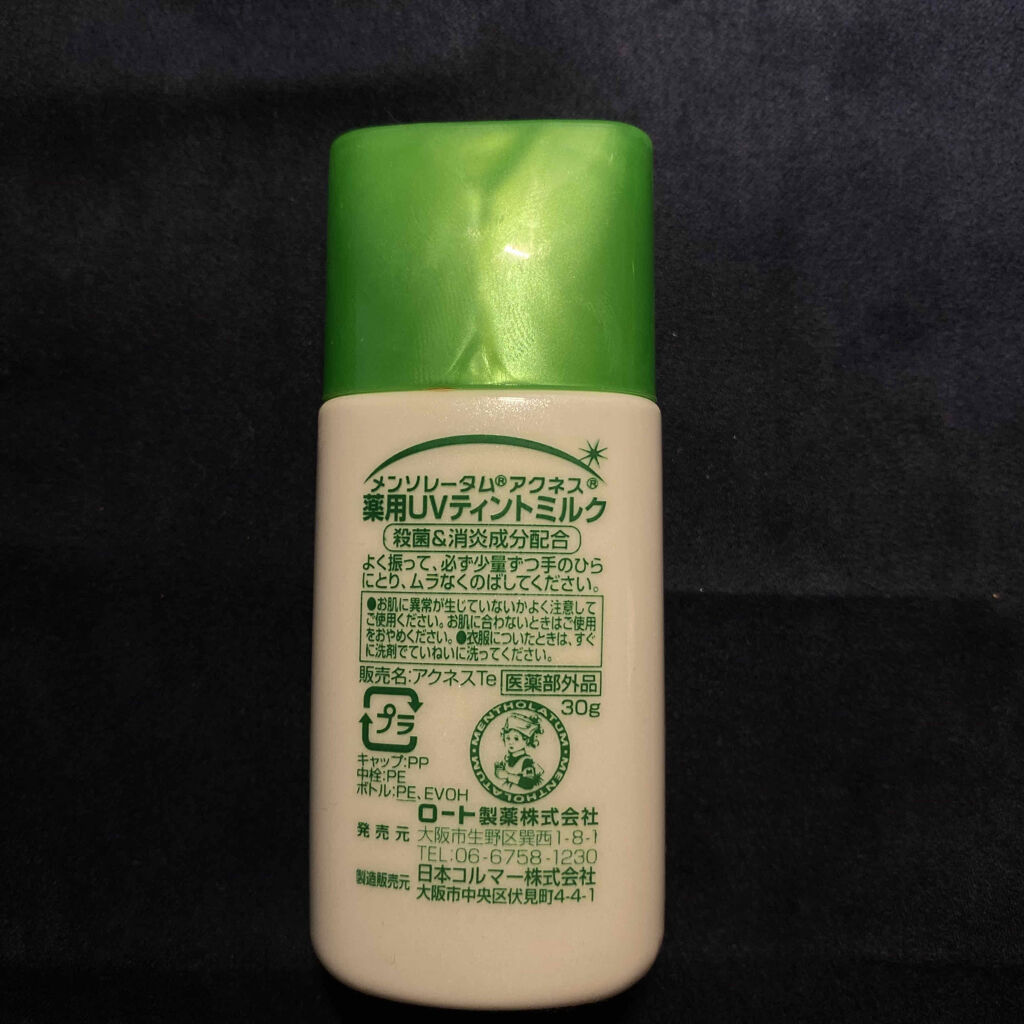 メンソレータム®アクネス®
薬用UVティントミルク
殺菌&消炎成分配合
よく振って、必ず少量ずつ手のひら
にとり、ムラなくのばしてください。
●お肌に異常が生じていないかよく注意して
ご使用ください。お肌に合わないときはご使用
をおやめください。●衣服についたときは、すぐ
に洗剤でていねいに洗ってください。
販売名:アクネスTe 医薬部外品
30g
プラ
MENTHOLATUM・MENTHOLATUM・
キャップ:PP
中栓:PE
ボトル:PE、EVOH
ロート製薬株式会社
発売元 大阪市生野区巽西1-8-1
TEL:06-6758-1230
製造販売元 日本コルマー株式会社
大阪市中央区伏見町4-4-1